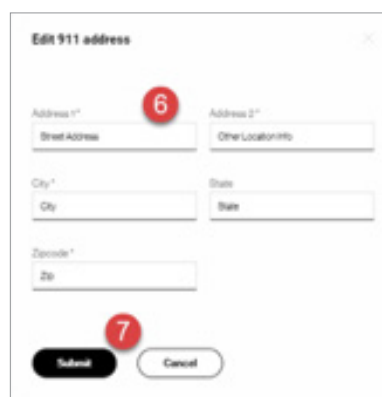 Edit 911 address
6
Address 1* Address 2*
Street Address Other Location Info
City* State
City State
Zipcode*
Zip
7
Submit Cancel